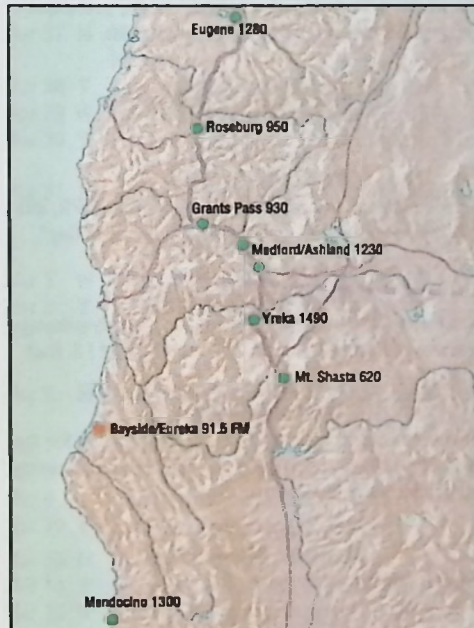 Eugene 1280
Roseburg 950
Grants Pass 930
Medford/Ashland 1230
Yreka 1490
Mt. Shasta 620
Bayside/Eureka 91.5 FM
Mendocino 1300